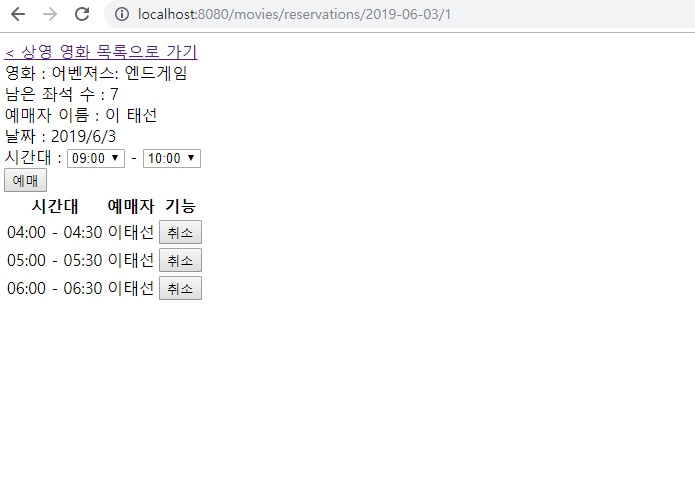 localhost:8080/movies/reservations/2019-06-03/1
< 상영 영화 목록으로 가기
영화 : 어벤져스: 엔드게임
남은 좌석 수 : 7
예매자 이름 : 이 태선
날짜 : 2019/6/3
시간대 : 09:00 - 10:00
예매
시간대 예매자 기능
04:00 - 04:30 이태선 취소
05:00 - 05:30 이태선 취소
06:00 - 06:30 이태선 취소